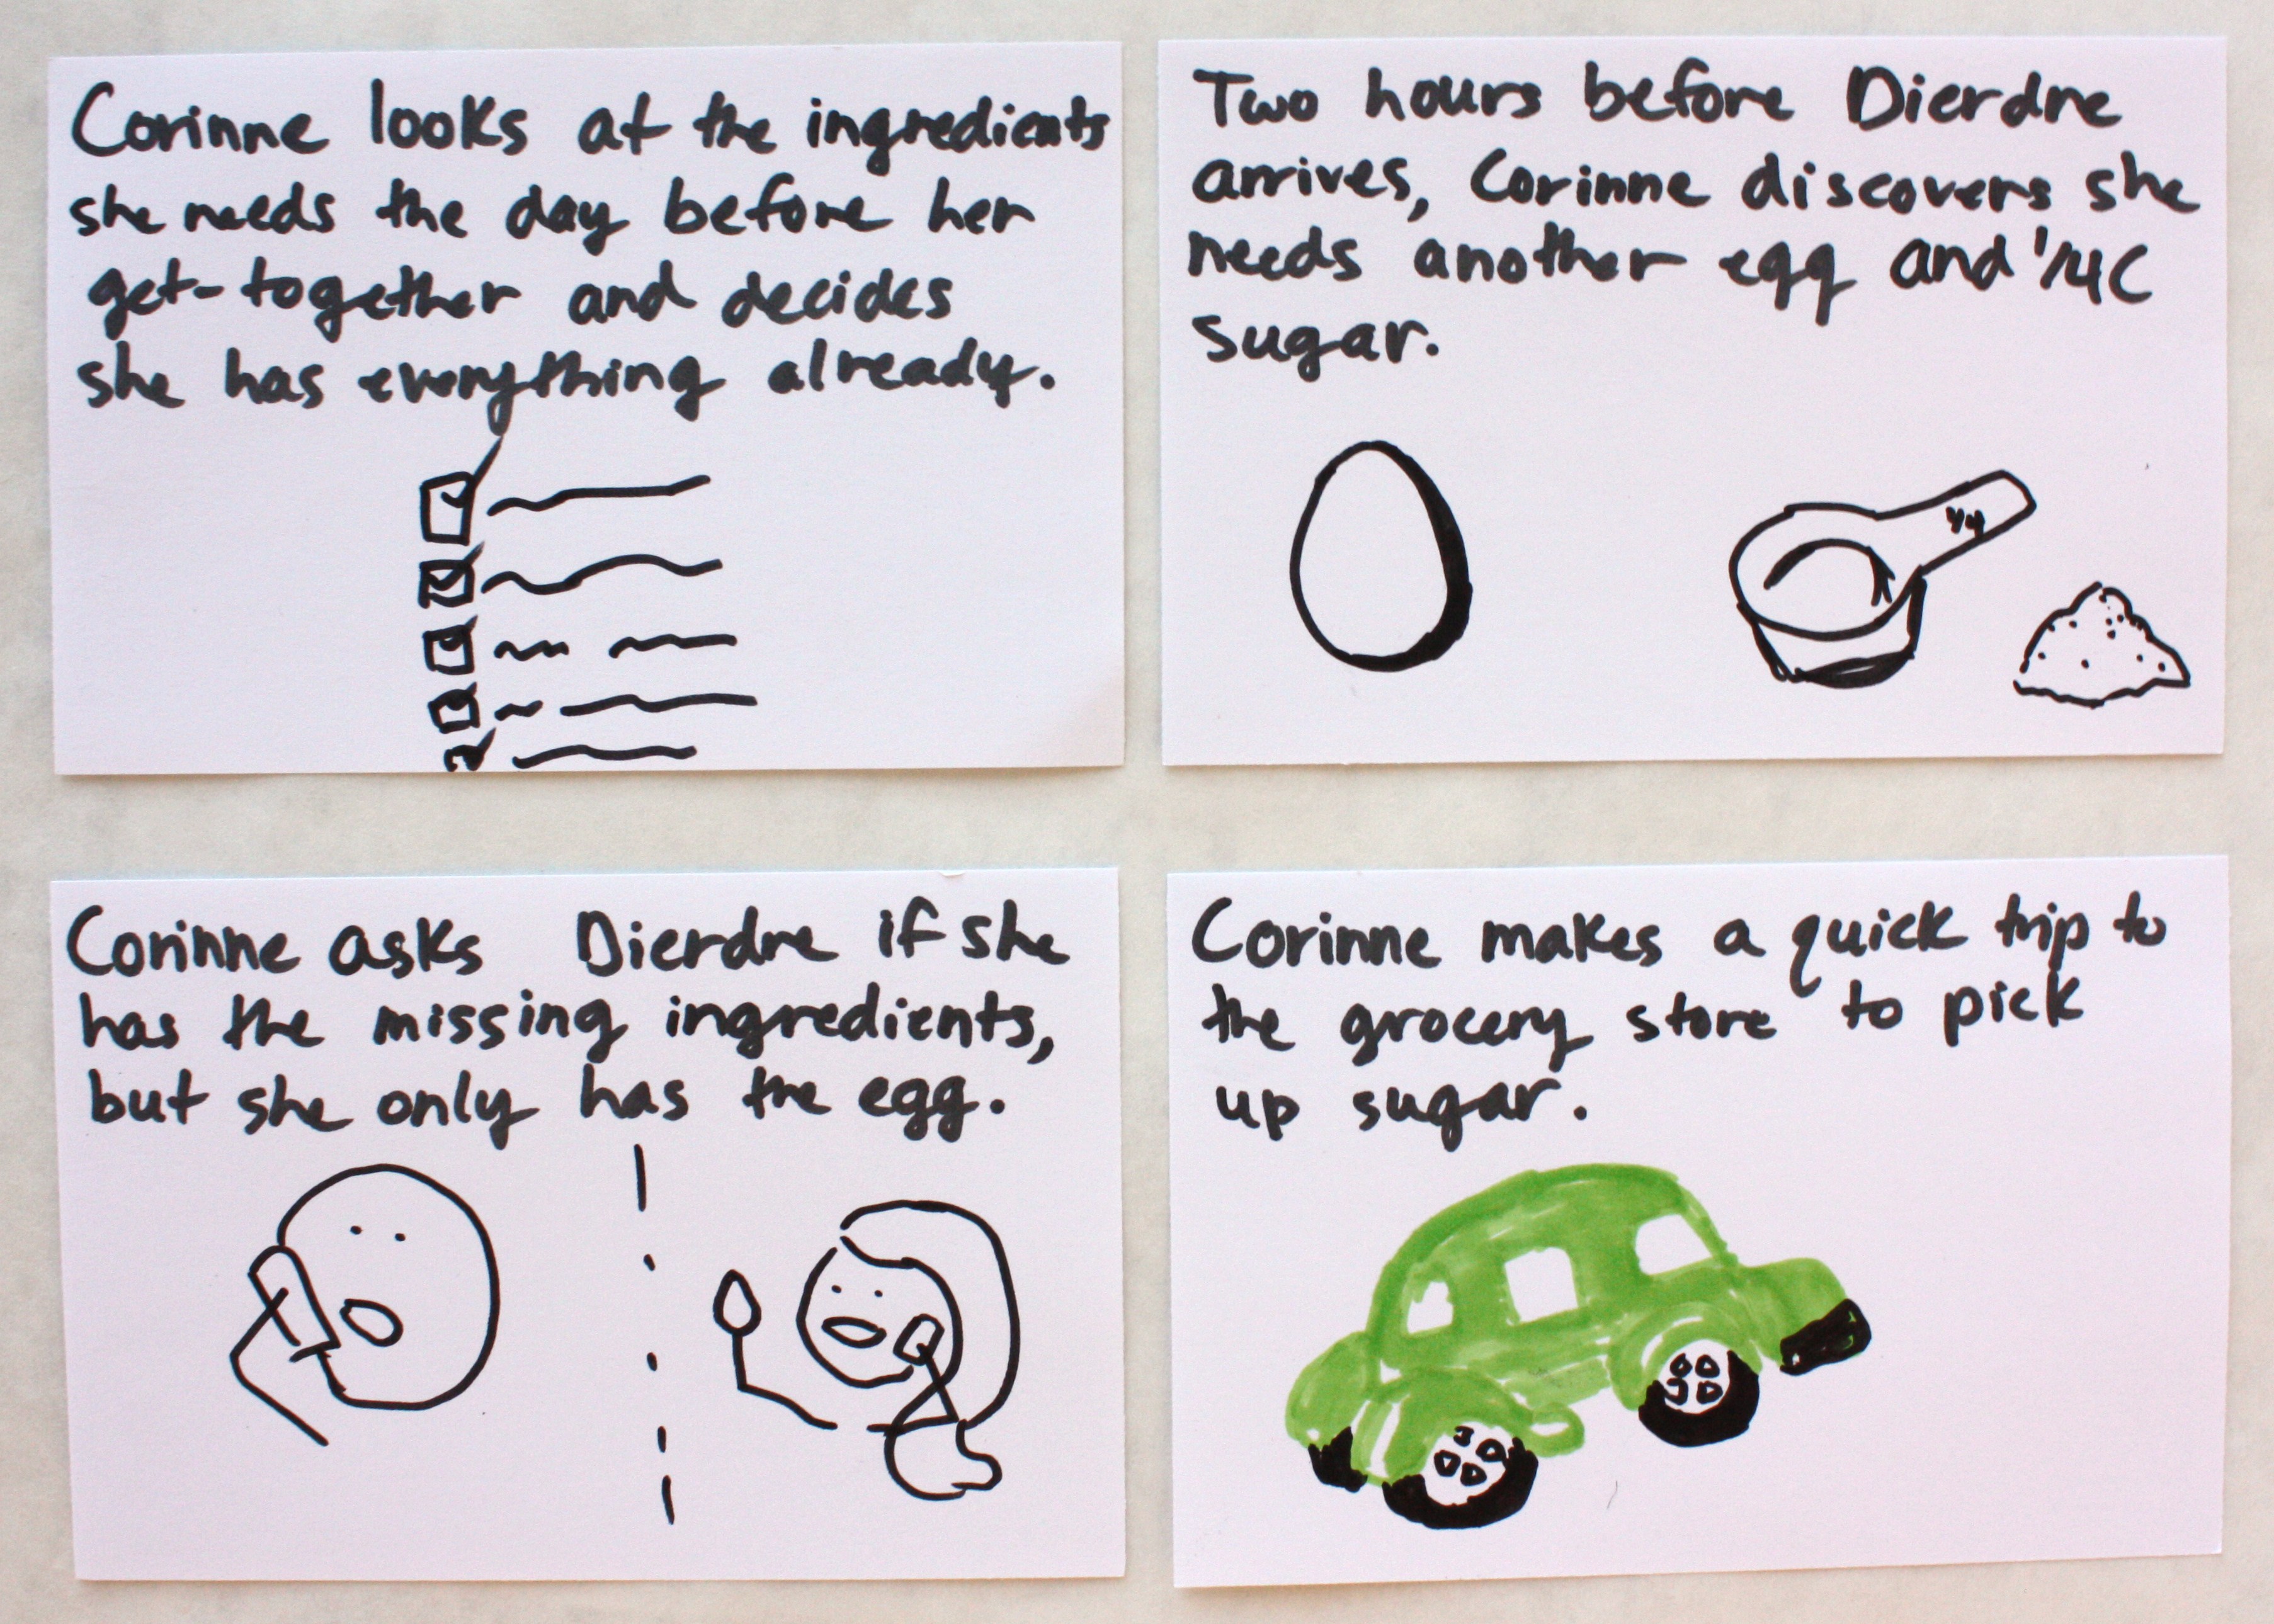 Corinne looks at the ingredients
she needs the day before her
get-together and decides
she has everything already.
Two hours before Dierdre
arrives, Corinne discovers she
needs another egg and 1/4C
sugar.
1/4
Corinne asks Dierdre if she
has the missing ingredients,
but she only has the egg.
Corinne makes a quick trip to
the grocery store to pick
up sugar.